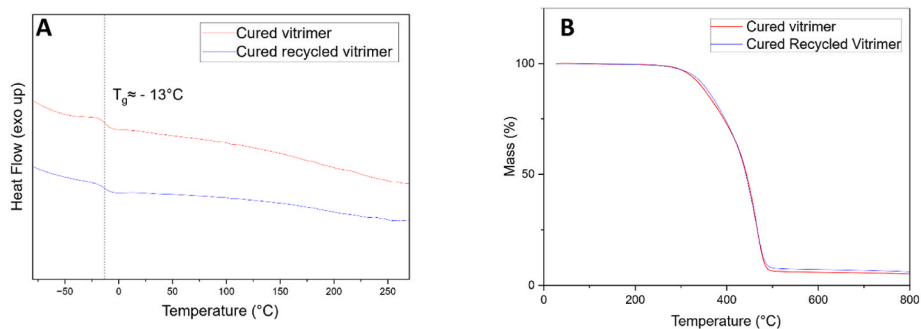 A
Cured vitrimer
Cured recycled vitrimer
Tg≈ - 13°C
Heat Flow (exo up)
−50
0
50
100
150
200
250
Temperature (°C)
B
Cured vitrimer
Cured Recycled Vitrimer
100
50
0
Mass (%)
0
200
400
600
800
Temperature (°C)